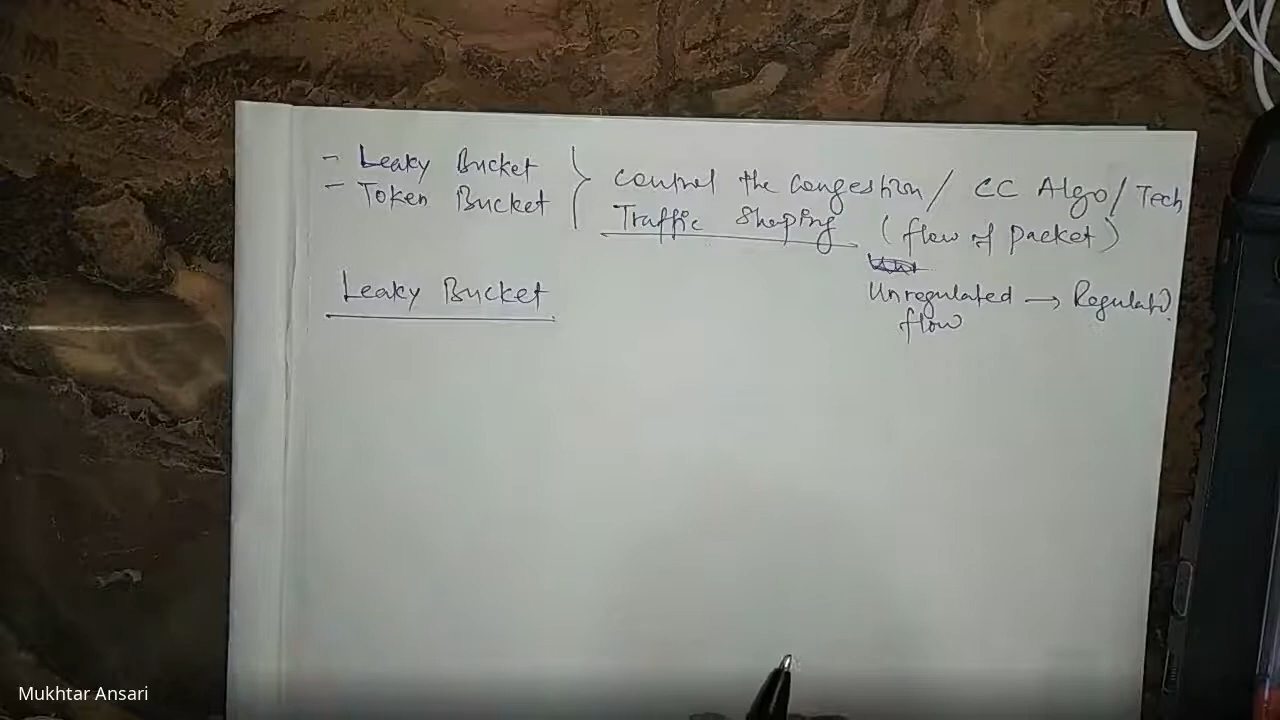 - Leaky Bucket
- Token Bucket
control the congestion / CC Algo / Tech
Traffic Shaping (flow of packet)
Leaky Bucket
Unregulated → Regulatd
flow
Mukhtar Ansari